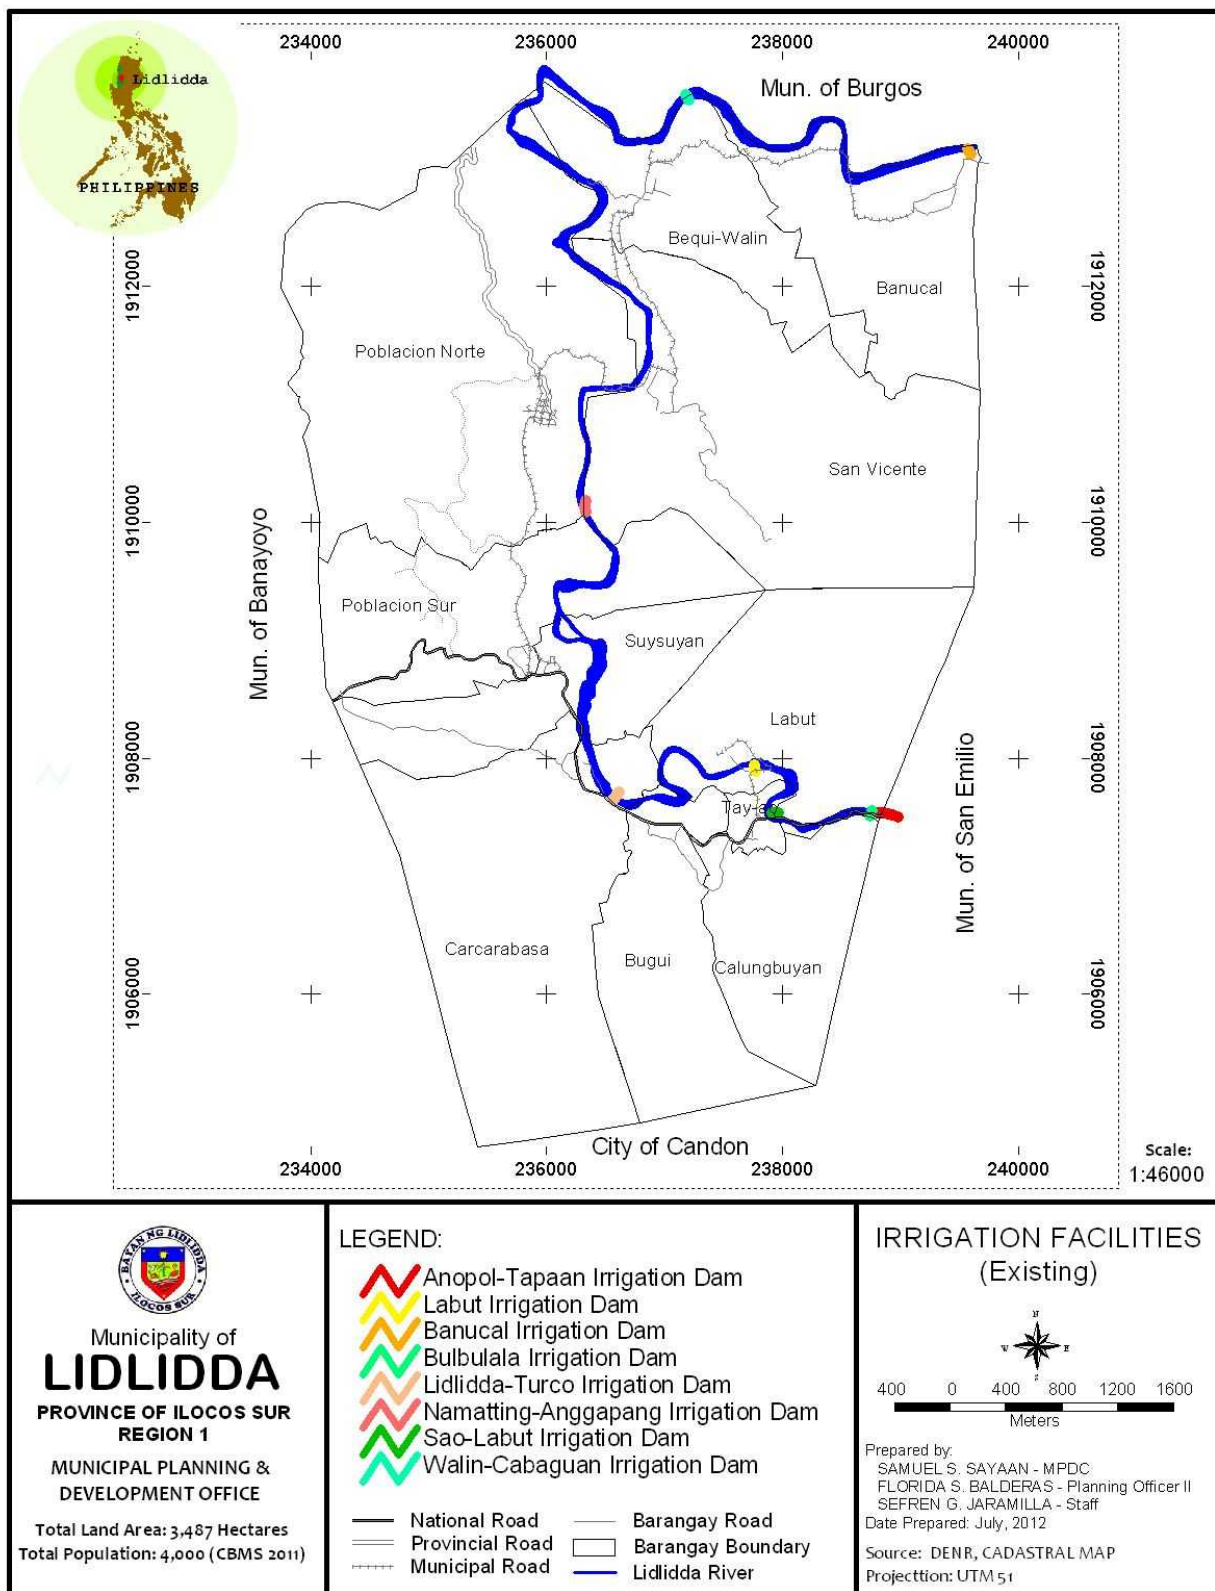 234000
236000
238000
240000
Lidlidda
PHILIPPINES
Mun. of Burgos
Bequi-Walin
1912000
1912000
Banucal
Poblacion Norte
San Vicente
1910000
1910000
Mun. of Banayoyo
Poblacion Sur
Suysuyan
Labut
1908000
1908000
Tay-ac
Mun. of San Emilio
Carcarabasa
Bugui
Calungbuyan
1906000
1906000
City of Candon
234000
236000
238000
240000
Scale:
1:46000
BAYAN NG LIDLIDDA
ILOCOS SUR
Municipality of
LIDLIDDA
PROVINCE OF ILOCOS SUR
REGION 1
MUNICIPAL PLANNING &
DEVELOPMENT OFFICE
Total Land Area: 3,487 Hectares
Total Population: 4,000 (CBMS 2011)
LEGEND:
Anopol-Tapaan Irrigation Dam
Labut Irrigation Dam
Banucal Irrigation Dam
Bulbulala Irrigation Dam
Lidlidda-Turco Irrigation Dam
Namatting-Anggapang Irrigation Dam
Sao-Labut Irrigation Dam
Walin-Cabaguan Irrigation Dam
National Road
Provincial Road
Municipal Road
Barangay Road
Barangay Boundary
Lidlidda River
IRRIGATION FACILITIES
(Existing)
N
W E
S
400 0 400 800 1200 1600
Meters
Prepared by:
SAMUEL S. SAYAAN - MPDC
FLORIDA S. BALDERAS - Planning Officer II
SEFREN G. JARAMILLA - Staff
Date Prepared: July, 2012
Source: DENR, CADASTRAL MAP
Projecttion: UTM 51